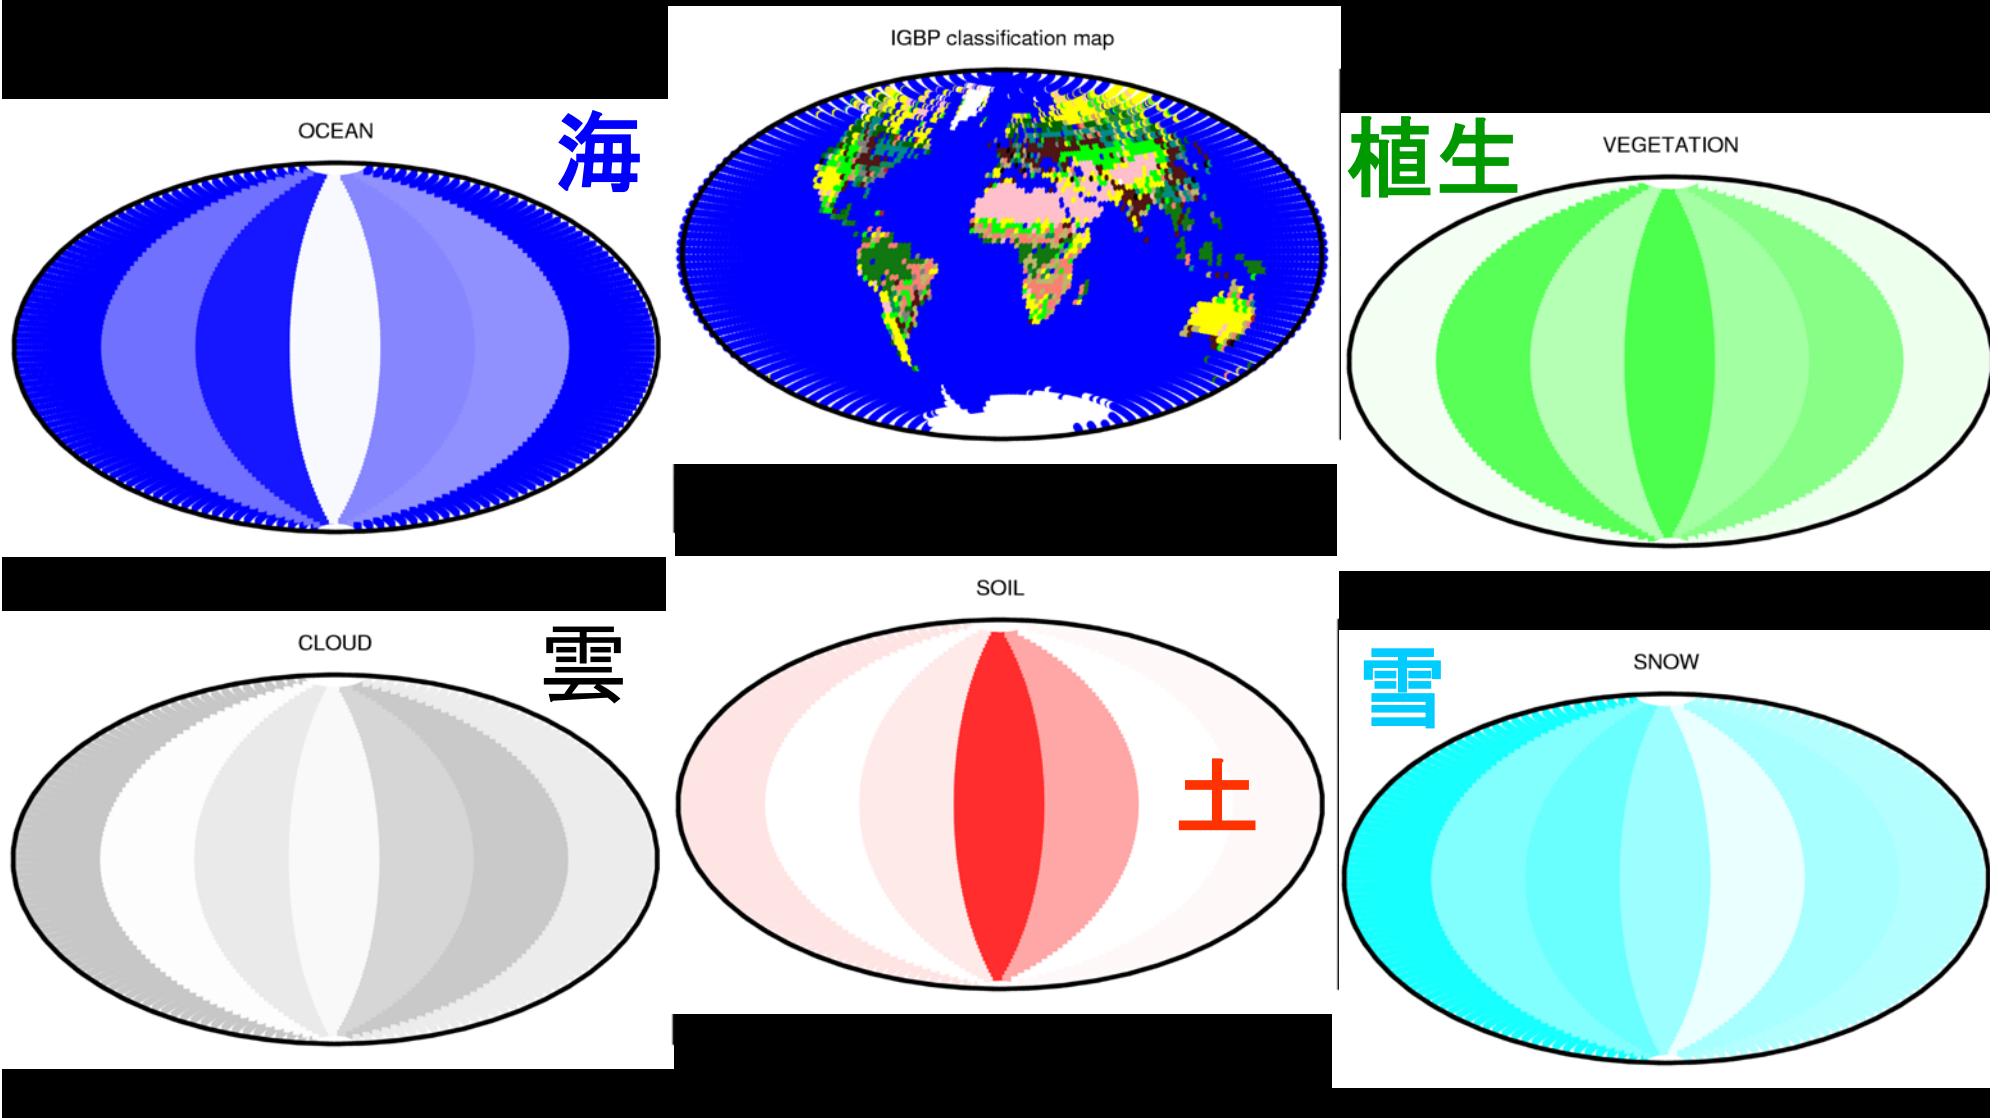 IGBP classification map
OCEAN
海
植生
VEGETATION
CLOUD
雲
SOIL
土
雪
SNOW